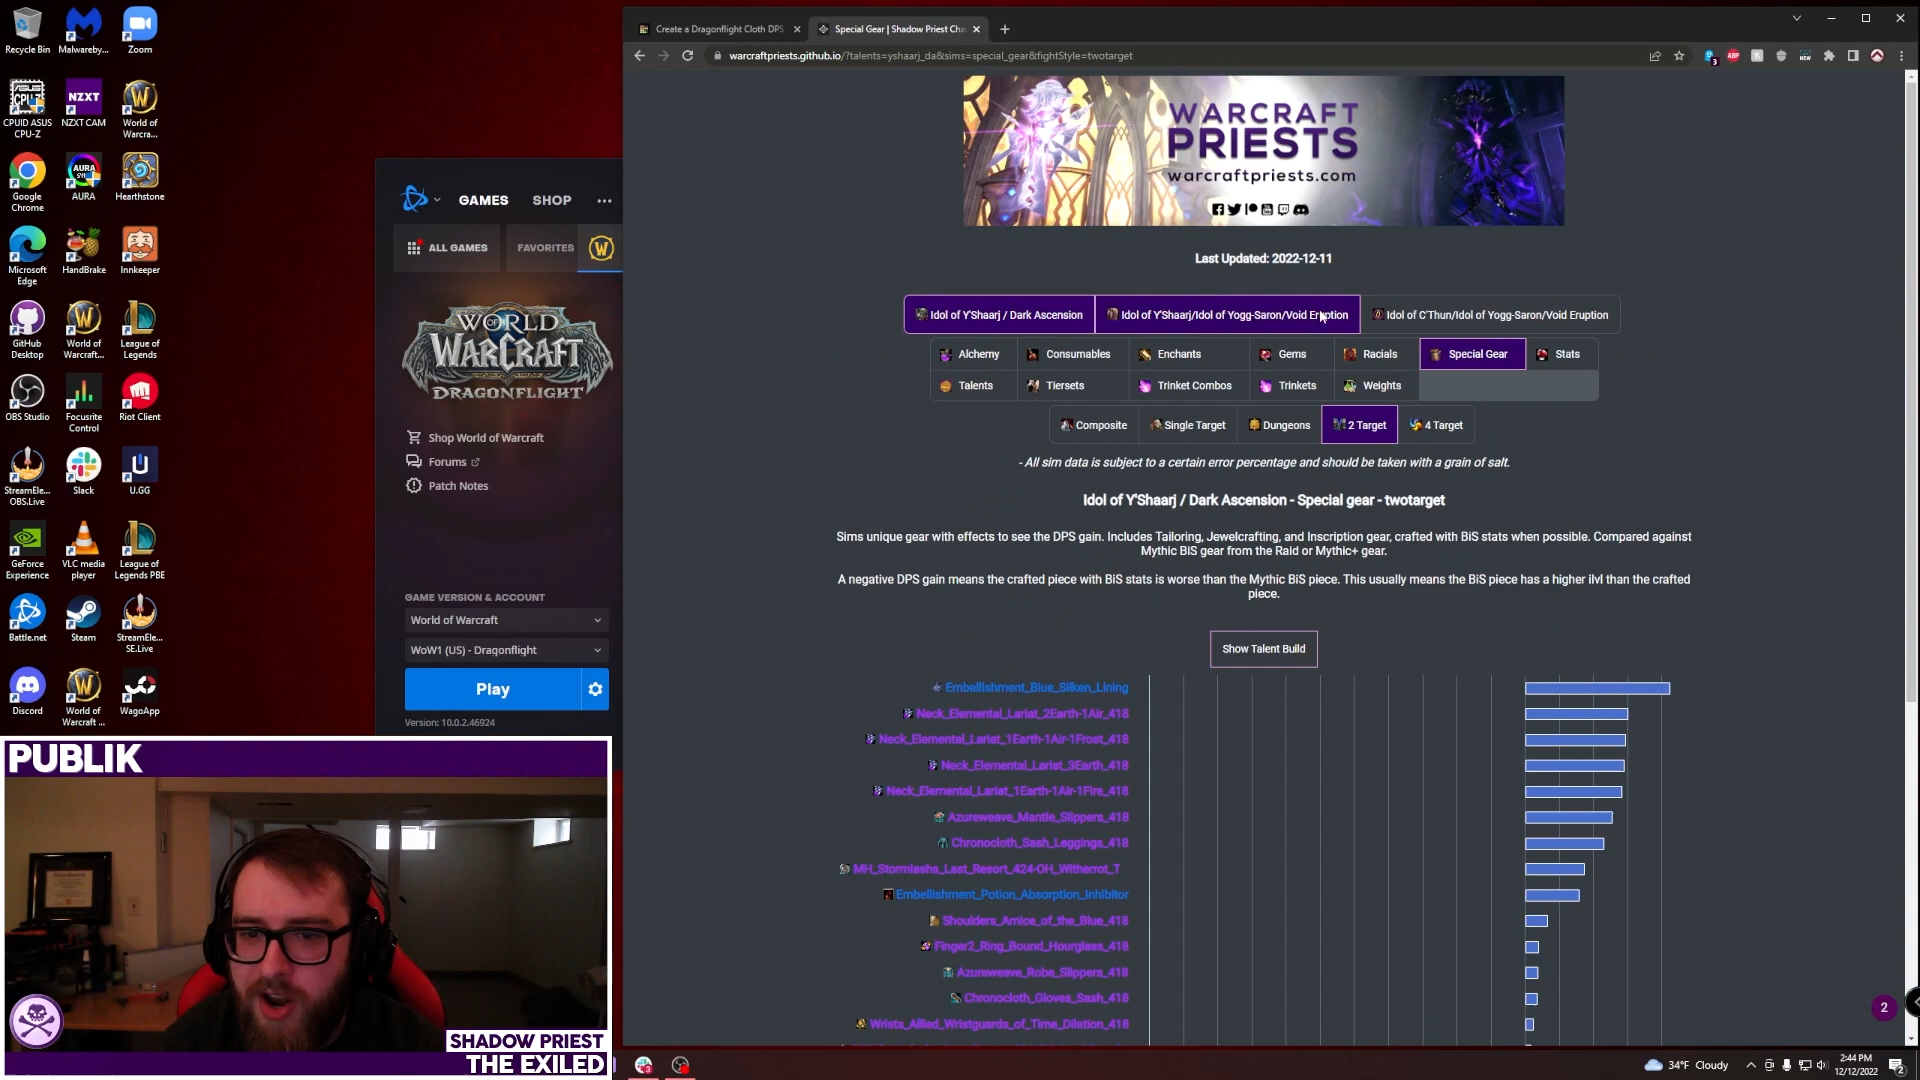 Recycle Bin
Malwareby...
Zoom
CPUID ASUS CPU-Z
NZXT
NZXT CAM
World of Warcra...
Google Chrome
AURA
Hearthstone
Microsoft Edge
HandBrake
Innkeeper
GitHub Desktop
World of Warcraft...
League of Legends
OBS Studio
Focusrite Control
Riot Client
StreamEle... OBS.Live
Slack
U.GG
GeForce Experience
VLC media player
League of Legends PBE
Battle.net
Steam
StreamEle... SE.Live
Discord
World of Warcraft ...
WagoApp
GAMES
SHOP
ALL GAMES
FAVORITES
WORLD OF WARCRAFT
DRAGONFLIGHT
Shop World of Warcraft
Forums
Patch Notes
GAME VERSION & ACCOUNT
World of Warcraft
WoW1 (US) - Dragonflight
Play
Version: 10.0.2.46924
Create a Dragonflight Cloth DPS
Special Gear | Shadow Priest Cha
warcraftpriests.github.io/?talents=yshaarj_da&sims=special_gear&fightStyle=twotarget
3
ABP
NEW
WARCRAFT
PRIESTS
warcraftpriests.com
Last Updated: 2022-12-11
Idol of Y'Shaarj / Dark Ascension
Idol of Y'Shaarj/Idol of Yogg-Saron/Void Eruption
Idol of C'Thun/Idol of Yogg-Saron/Void Eruption
Alchemy
Consumables
Enchants
Gems
Racials
Special Gear
Stats
Talents
Tiersets
Trinket Combos
Trinkets
Weights
Composite
Single Target
Dungeons
2 Target
4 Target
- All sim data is subject to a certain error percentage and should be taken with a grain of salt.
Idol of Y'Shaarj / Dark Ascension - Special gear - twotarget
Sims unique gear with effects to see the DPS gain. Includes Tailoring, Jewelcrafting, and Inscription gear, crafted with BiS stats when possible. Compared against
Mythic BiS gear from the Raid or Mythic+ gear.
A negative DPS gain means the crafted piece with BiS stats is worse than the Mythic BiS piece. This usually means the BiS piece has a higher ilvl than the crafted
piece.
Show Talent Build
Embellishment_Blue_Silken_Lining
Neck_Elemental_Lariat_2Earth-1Air_418
Neck_Elemental_Lariat_1Earth-1Air-1Frost_418
Neck_Elemental_Lariat_3Earth_418
Neck_Elemental_Lariat_1Earth-1Air-1Fire_418
Azureweave_Mantle_Slippers_418
Chronocloth_Sash_Leggings_418
MH_Stormlashs_Last_Resort_424-OH_Witherrot_T
Embellishment_Potion_Absorption_Inhibitor
Shoulders_Amice_of_the_Blue_418
Finger2_Ring_Bound_Hourglass_418
Azureweave_Robe_Slippers_418
Chronocloth_Gloves_Sash_418
Wrists_Allied_Wristguards_of_Time_Dilation_418
2
PUBLIK
SHADOW PRIEST
THE EXILED
34°F Cloudy
2:44 PM
12/12/2022
2